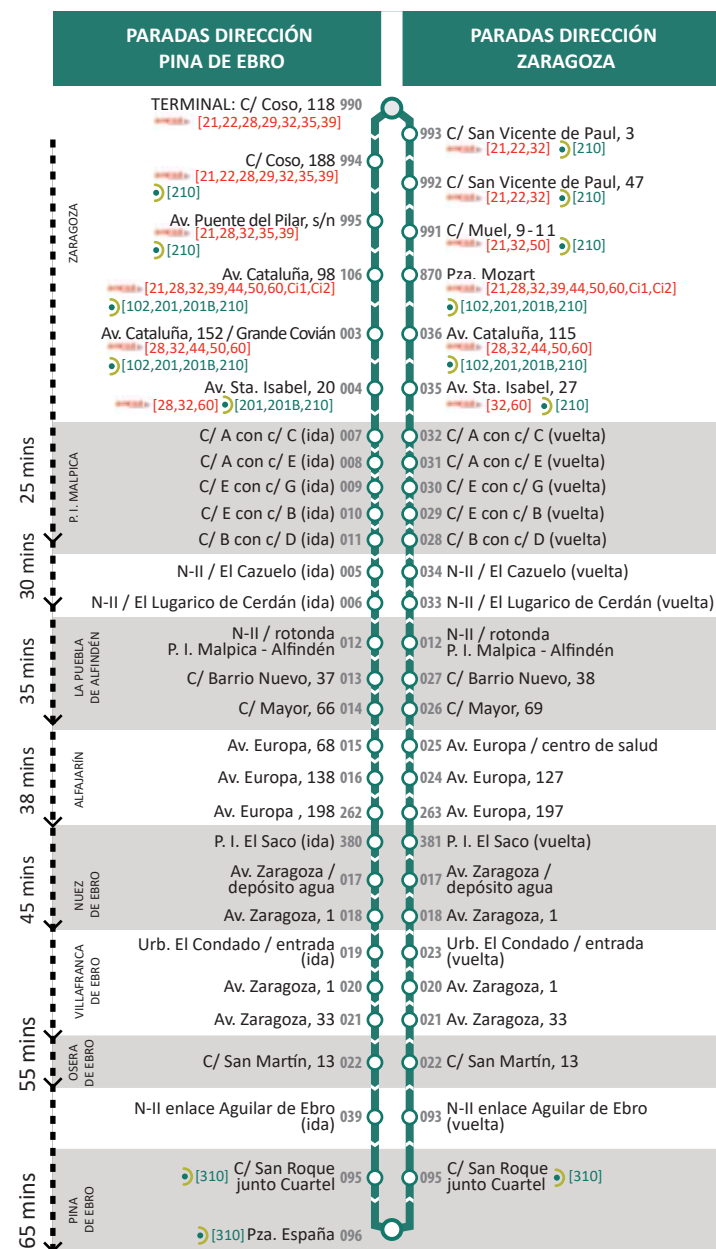 PARADAS DIRECCIÓN
PINA DE EBRO
PARADAS DIRECCIÓN
ZARAGOZA
TERMINAL: C/ Coso, 118 990
[21,22,28,29,32,35,39]
C/ Coso, 188 994
[21,22,28,29,32,35,39]
[210]
Av. Puente del Pilar, s/n 995
[21,28,32,35,39]
[210]
Av. Cataluña, 98 106
[21,28,32,39,44,50,60,Ci1,Ci2]
[102,201,201B,210]
Av. Cataluña, 152 / Grande Covián 003
[28,32,44,50,60]
[102,201,201B,210]
Av. Sta. Isabel, 20 004
[28,32,60] [201,201B,210]
C/ A con c/ C (ida) 007
C/ A con c/ E (ida) 008
C/ E con c/ G (ida) 009
C/ E con c/ B (ida) 010
C/ B con c/ D (ida) 011
N-II / El Cazuelo (ida) 005
N-II / El Lugarico de Cerdán (ida) 006
N-II / rotonda
P. I. Malpica - Alfindén 012
C/ Barrio Nuevo, 37 013
C/ Mayor, 66 014
Av. Europa, 68 015
Av. Europa, 138 016
Av. Europa , 198 262
P. I. El Saco (ida) 380
Av. Zaragoza /
depósito agua 017
Av. Zaragoza, 1 018
Urb. El Condado / entrada
(ida) 019
Av. Zaragoza, 1 020
Av. Zaragoza, 33 021
C/ San Martín, 13 022
N-II enlace Aguilar de Ebro
(ida) 039
[310] C/ San Roque
junto Cuartel 095
[310] Pza. España 096
993 C/ San Vicente de Paul, 3
[21,22,32] [210]
992 C/ San Vicente de Paul, 47
[21,22,32] [210]
991 C/ Muel, 9-11
[21,32,50] [210]
870 Pza. Mozart
[21,28,32,39,44,50,60,Ci1,Ci2]
[102,201,201B,210]
036 Av. Cataluña, 115
[28,32,44,50,60]
[102,201,201B,210]
035 Av. Sta. Isabel, 27
[32,60] [210]
032 C/ A con c/ C (vuelta)
031 C/ A con c/ E (vuelta)
030 C/ E con c/ G (vuelta)
029 C/ E con c/ B (vuelta)
028 C/ B con c/ D (vuelta)
034 N-II / El Cazuelo (vuelta)
033 N-II / El Lugarico de Cerdán (vuelta)
012 N-II / rotonda
P. I. Malpica - Alfindén
027 C/ Barrio Nuevo, 38
026 C/ Mayor, 69
025 Av. Europa / centro de salud
024 Av. Europa, 127
263 Av. Europa, 197
381 P. I. El Saco (vuelta)
017 Av. Zaragoza /
depósito agua
018 Av. Zaragoza, 1
023 Urb. El Condado / entrada
(vuelta)
020 Av. Zaragoza, 1
021 Av. Zaragoza, 33
022 C/ San Martín, 13
093 N-II enlace Aguilar de Ebro
(vuelta)
095 C/ San Roque [310]
junto Cuartel
ZARAGOZA
P. I. MALPICA
LA PUEBLA
DE ALFINDÉN
ALFAJARÍN
NUEZ
DE EBRO
VILLAFRANCA
DE EBRO
OSERA
DE EBRO
PINA
DE EBRO
25 mins
30 mins
35 mins
38 mins
45 mins
55 mins
65 mins